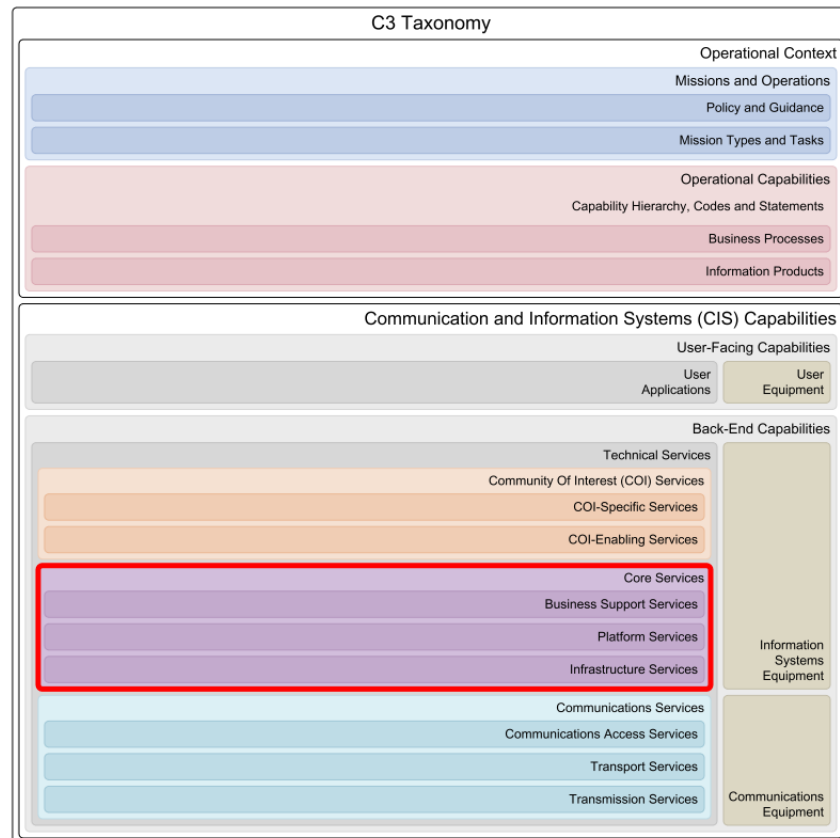 C3 Taxonomy
Operational Context
Missions and Operations
Policy and Guidance
Mission Types and Tasks
Operational Capabilities
Capability Hierarchy, Codes and Statements
Business Processes
Information Products
Communication and Information Systems (CIS) Capabilities
User-Facing Capabilities
User
Applications
User
Equipment
Back-End Capabilities
Technical Services
Community Of Interest (COI) Services
COI-Specific Services
COI-Enabling Services
Core Services
Business Support Services
Platform Services
Infrastructure Services
Information
Systems
Equipment
Communications Services
Communications Access Services
Transport Services
Transmission Services
Communications
Equipment